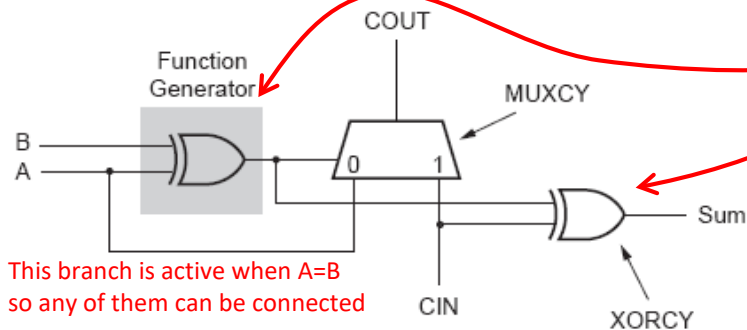 COUT
Function
Generator
MUXCY
B
A
0
1
Sum
This branch is active when A=B
so any of them can be connected
CIN
XORCY